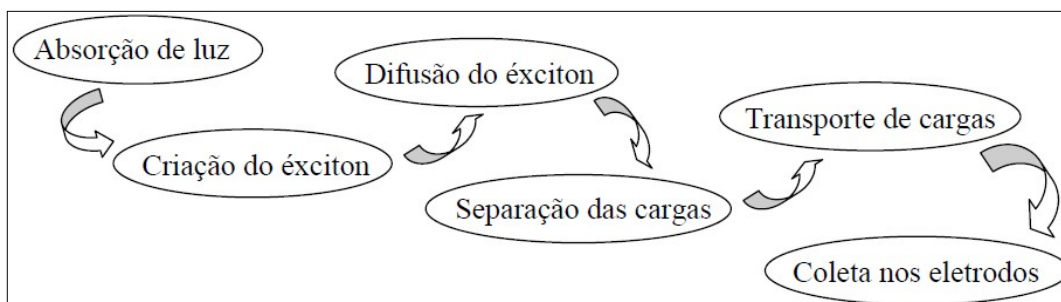 Absorção de luz
Criação do éxciton
Difusão do éxciton
Separação das cargas
Transporte de cargas
Coleta nos eletrodos